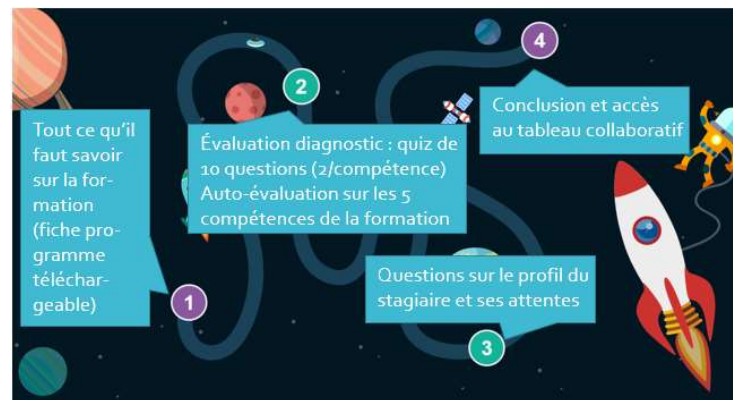 Tout ce qu'il
faut savoir
sur la for-
mation
(fiche pro-
gramme
téléchar-
geable)
1
2
Évaluation diagnostic : quiz de
10 questions (2/compétence)
Auto-évaluation sur les 5
compétences de la formation
Questions sur le profil du
stagiaire et ses attentes
3
4
Conclusion et accès
au tableau collaboratif